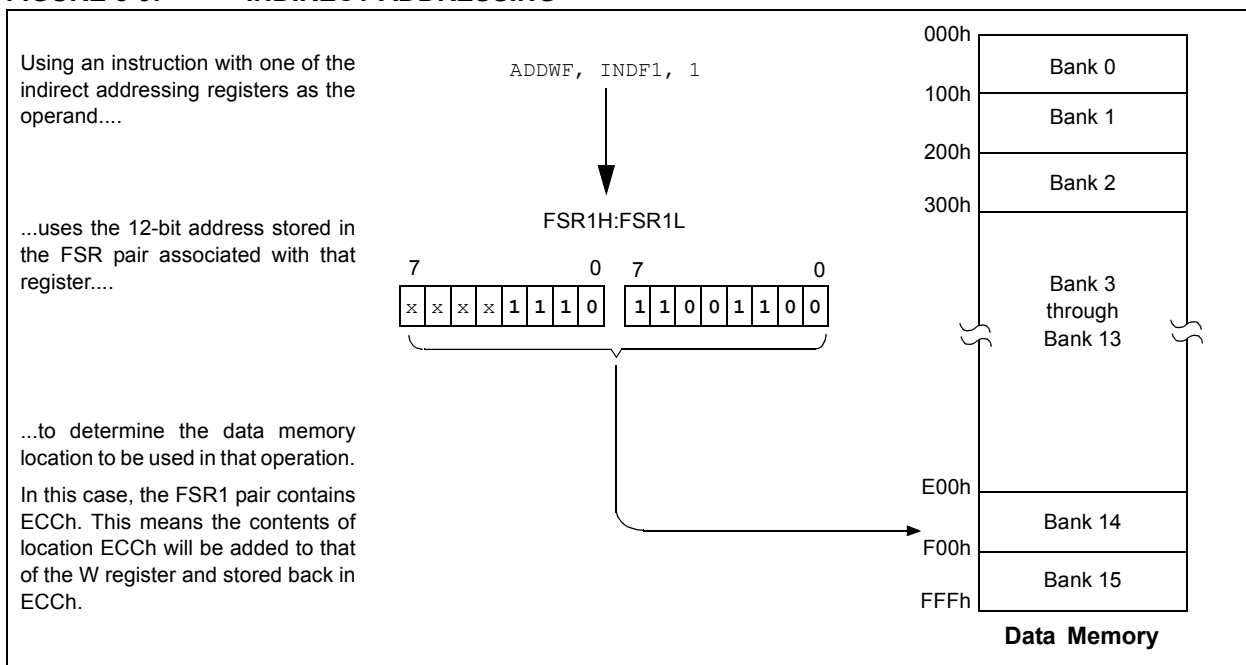 Using an instruction with one of the
indirect addressing registers as the
operand....
ADDWF, INDF1, 1
...uses the 12-bit address stored in
the FSR pair associated with that
register....
FSR1H:FSR1L
7 0 7 0
x x x x 1 1 1 0 1 1 0 0 1 1 0 0
...to determine the data memory
location to be used in that operation.
In this case, the FSR1 pair contains
ECCh. This means the contents of
location ECCh will be added to that
of the W register and stored back in
ECCh.
000h
Bank 0
100h
Bank 1
200h
Bank 2
300h
Bank 3
through
Bank 13
E00h
Bank 14
F00h
Bank 15
FFFh
Data Memory